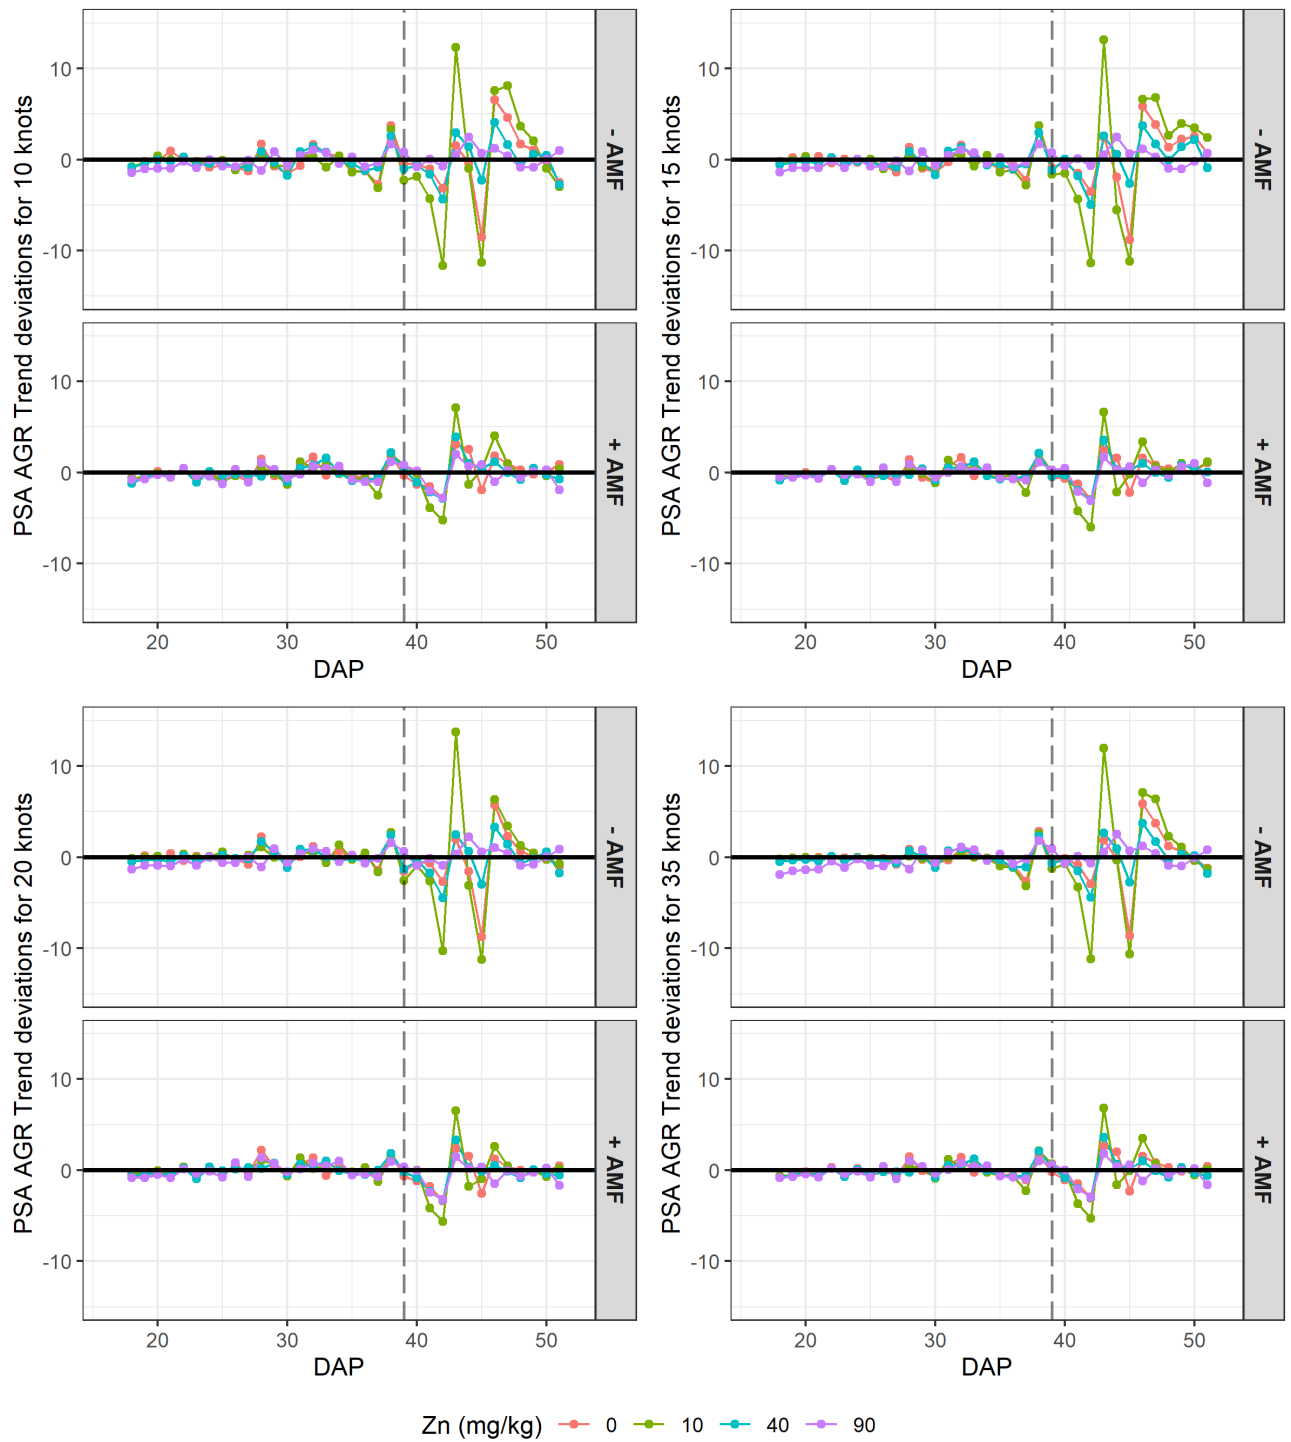 PSA AGR Trend deviations for 10 knots
10
0
-10
- AMF
10
0
-10
+ AMF
20 30 40 50
DAP
PSA AGR Trend deviations for 15 knots
10
0
-10
- AMF
10
0
-10
+ AMF
20 30 40 50
DAP
PSA AGR Trend deviations for 20 knots
10
0
-10
- AMF
10
0
-10
+ AMF
20 30 40 50
DAP
PSA AGR Trend deviations for 35 knots
10
0
-10
- AMF
10
0
-10
+ AMF
20 30 40 50
DAP
Zn (mg/kg) 0 10 40 90